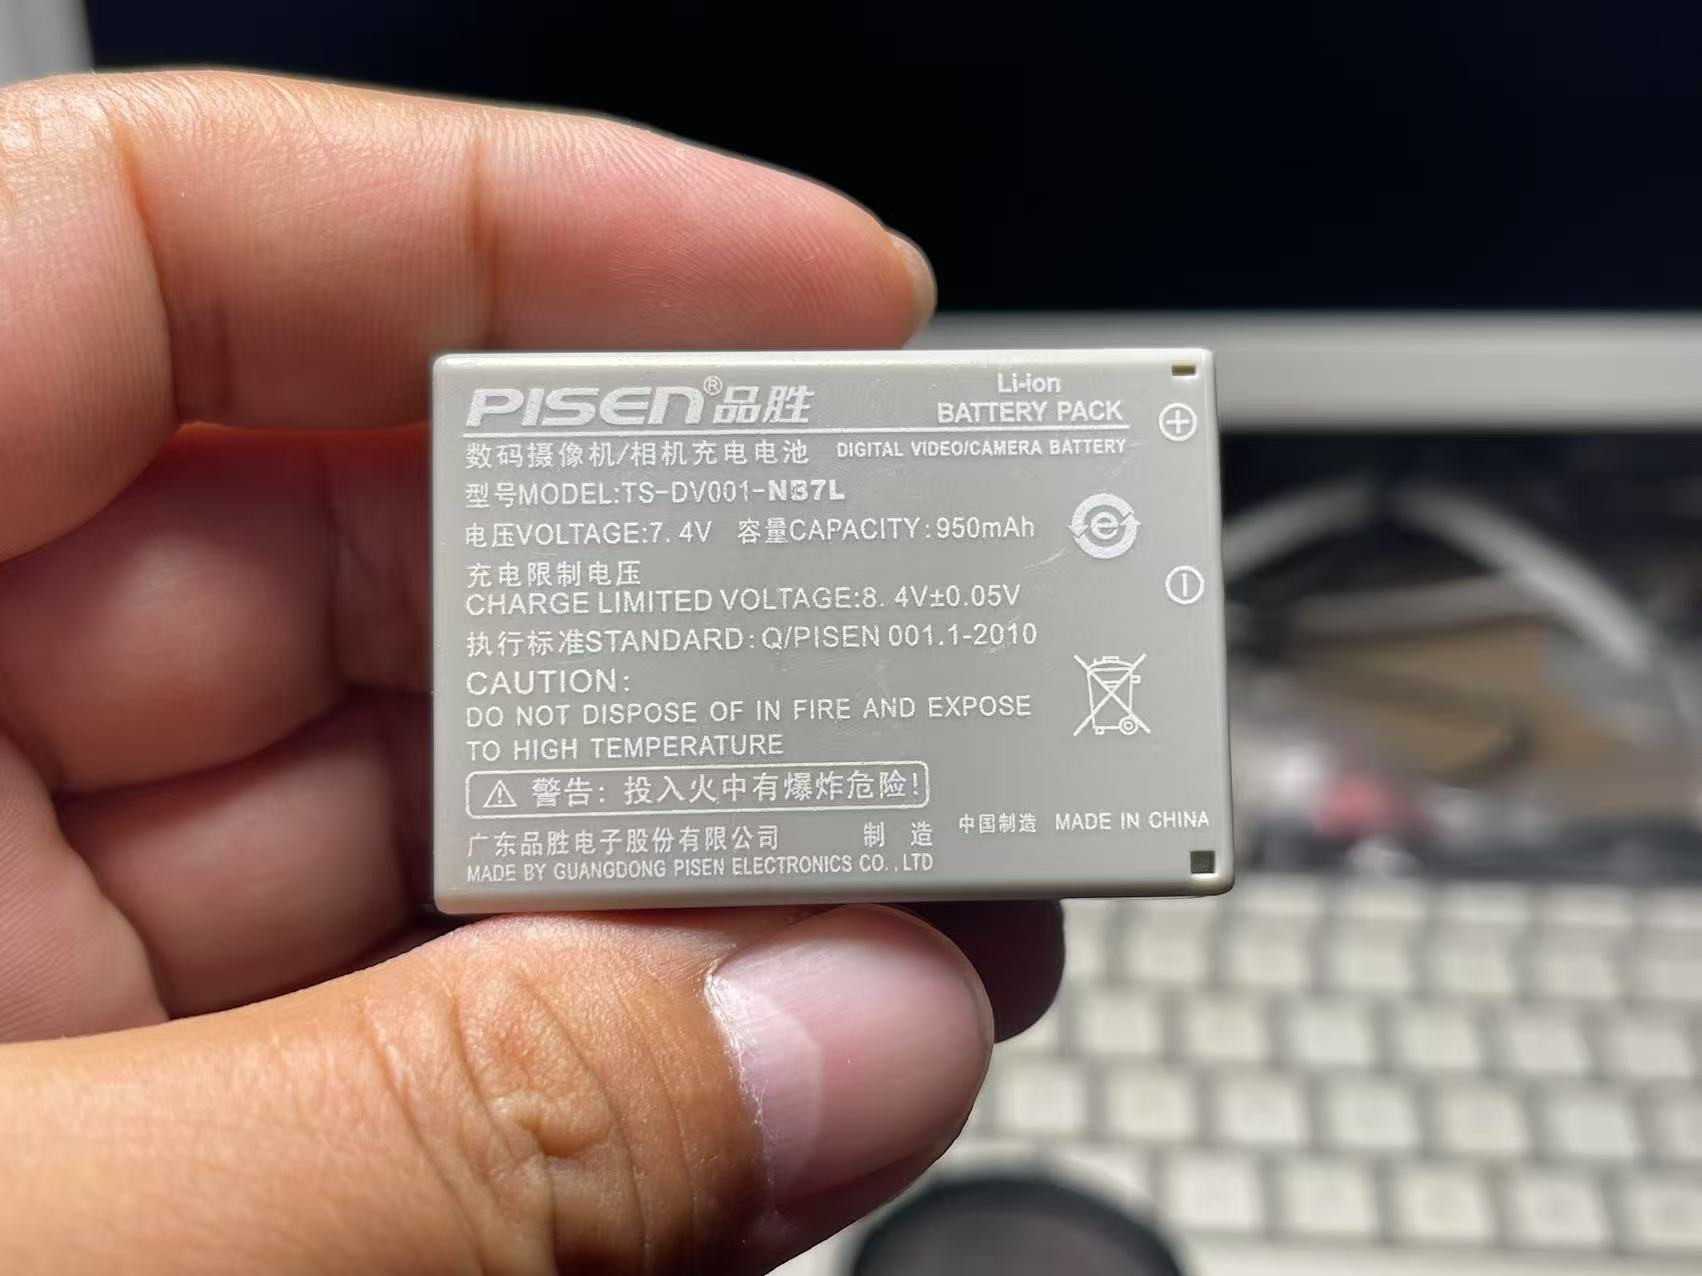 PISEN®品胜
Li-ion
BATTERY PACK
数码摄像机/相机充电电池 DIGITAL VIDEO/CAMERA BATTERY
型号MODEL:TS-DV001-NB7L
电压VOLTAGE:7.4V 容量CAPACITY:950mAh
充电限制电压
CHARGE LIMITED VOLTAGE:8.4V±0.05V
执行标准STANDARD:Q/PISEN 001.1-2010
CAUTION:
DO NOT DISPOSE OF IN FIRE AND EXPOSE
TO HIGH TEMPERATURE
警告:投入火中有爆炸危险!
广东品胜电子股份有限公司 制造
MADE BY GUANGDONG PISEN ELECTRONICS CO.,LTD
中国制造 MADE IN CHINA